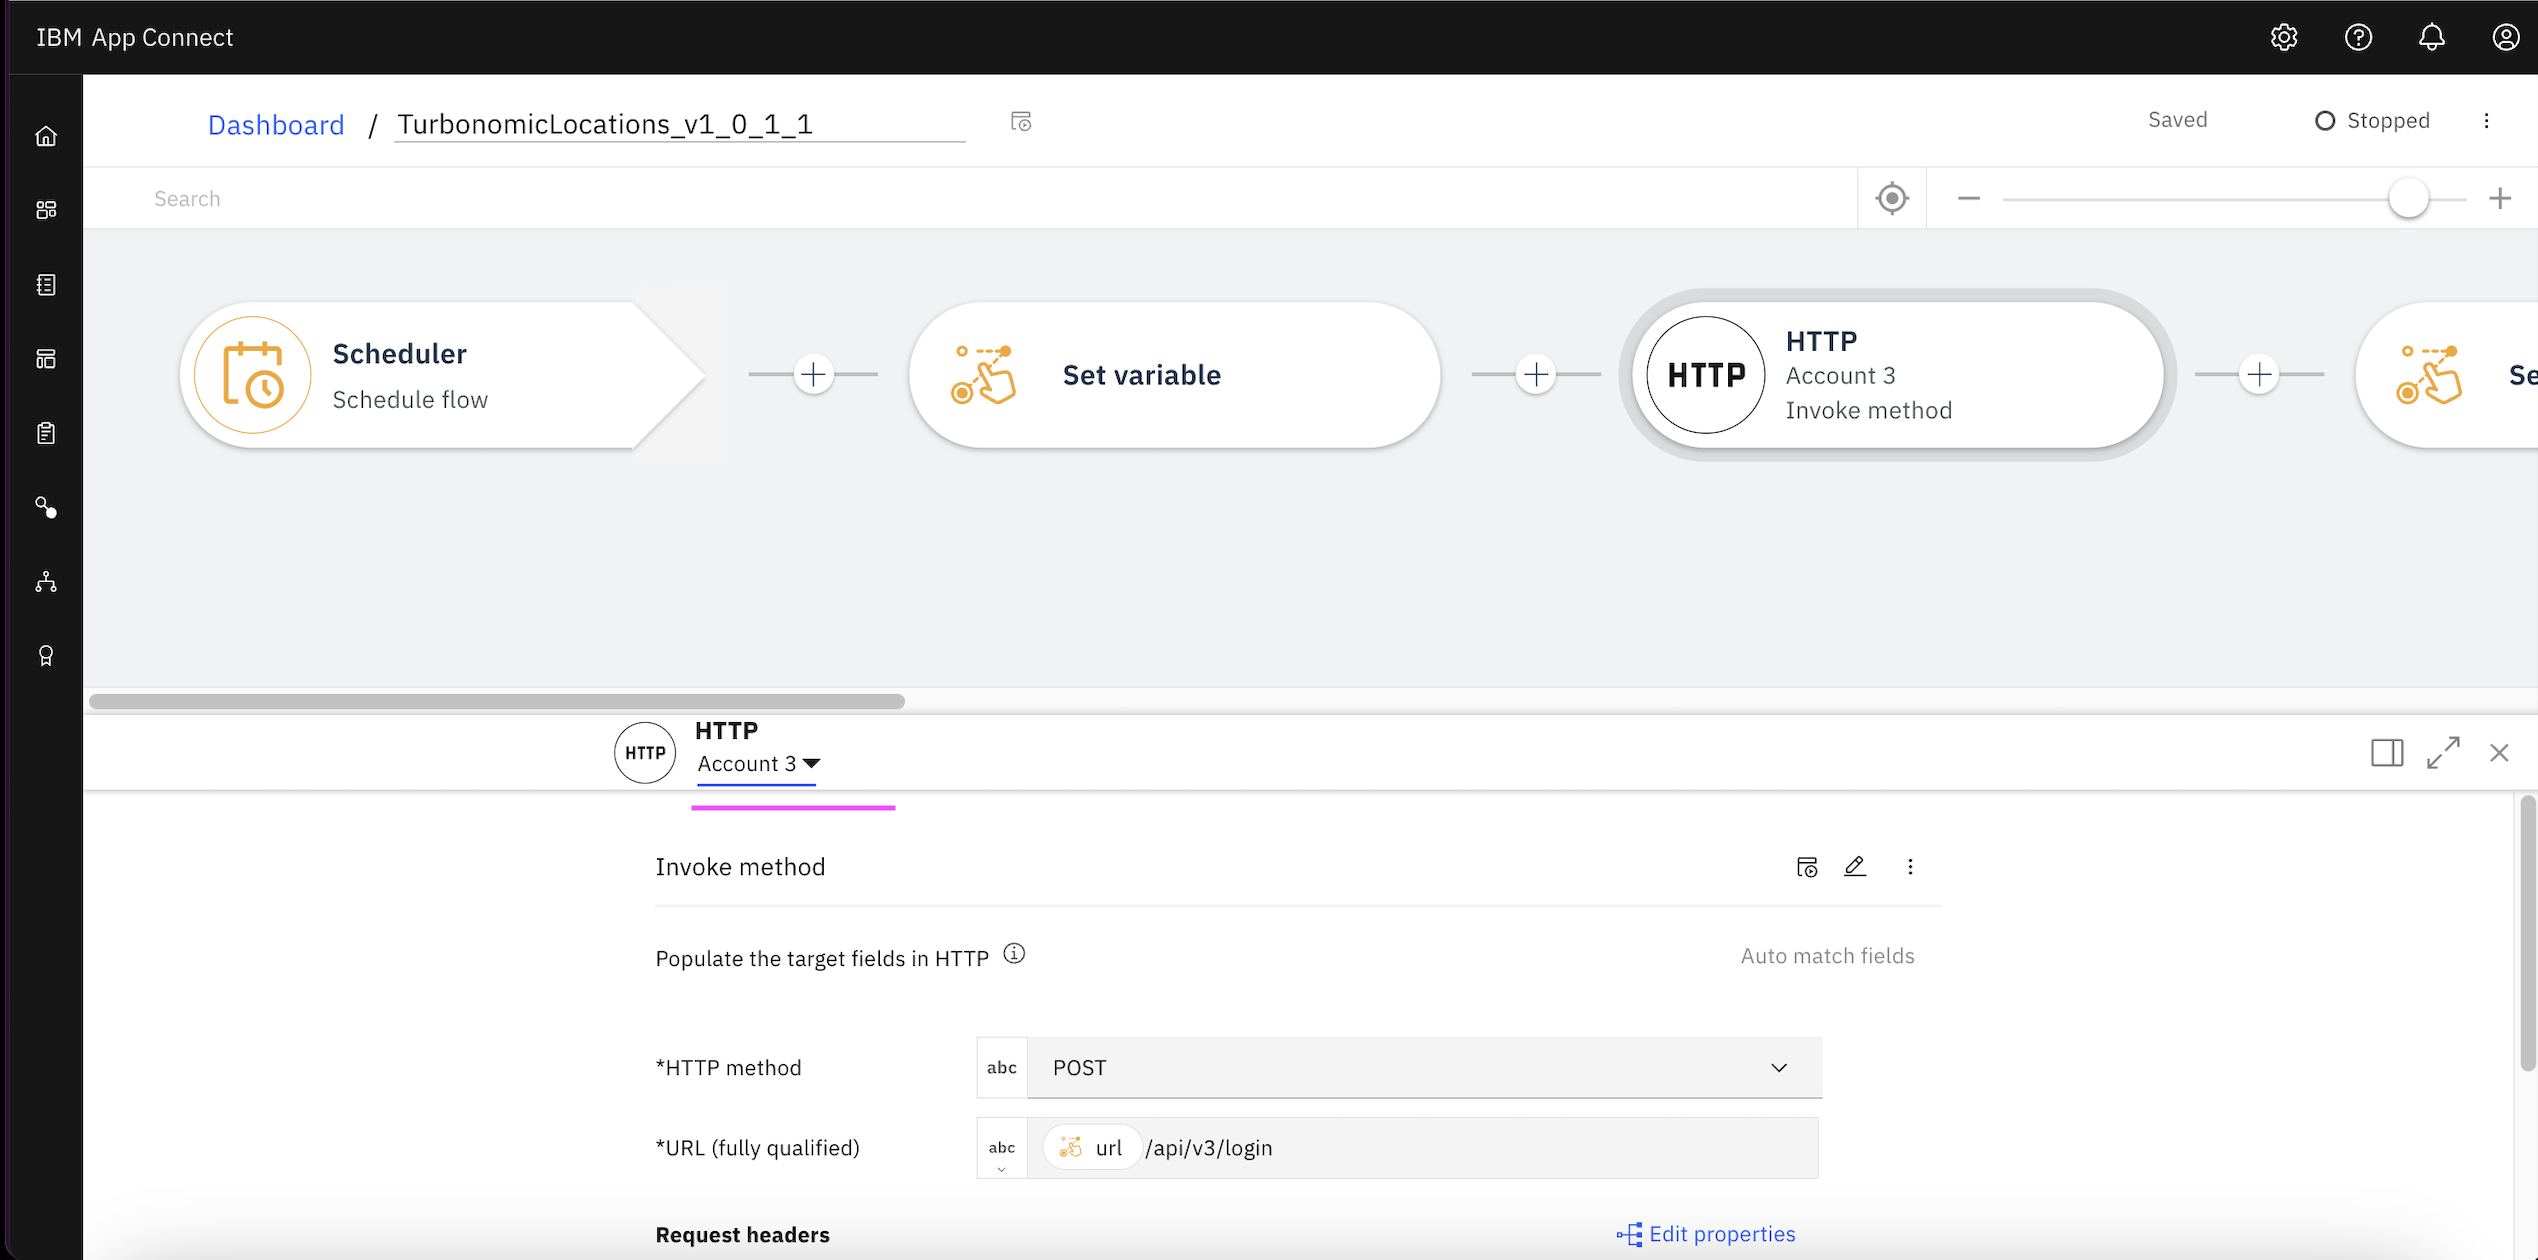 IBM App Connect
Dashboard / TurbonomicLocations_v1_0_1_1
Saved
Stopped
Search
Scheduler
Schedule flow
Set variable
HTTP
HTTP
Account 3
Invoke method
Se
HTTP
HTTP
Account 3
Invoke method
Populate the target fields in HTTP
Auto match fields
*HTTP method
abc
POST
*URL (fully qualified)
abc
url /api/v3/login
Request headers
Edit properties